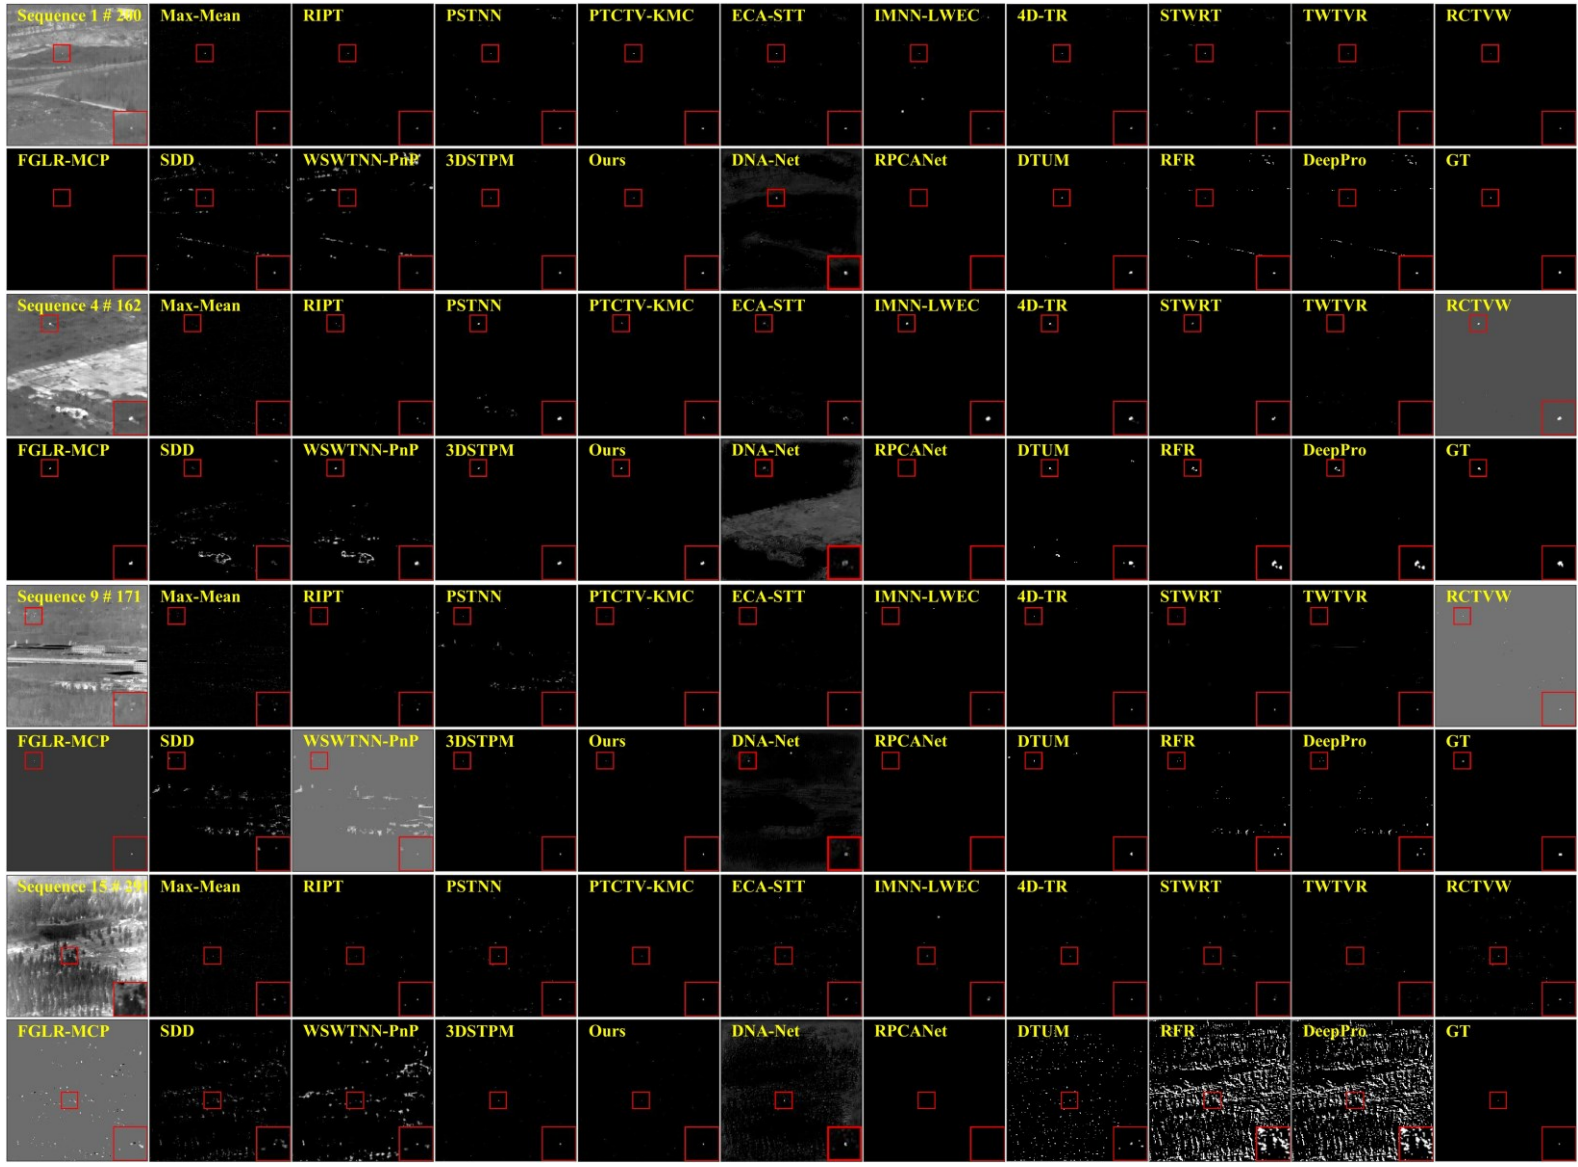 Sequence 1 # 280 Max-Mean RIPT PSTNN PTCTV-KMC ECA-STT IMNN-LWEC 4D-TR STWRT TWTVR RCTVW
FGLR-MCP SDD WSWTNN-PnP 3DSTPM Ours DNA-Net RPCANet DTUM RFR DeepPro GT
Sequence 4 # 162 Max-Mean RIPT PSTNN PTCTV-KMC ECA-STT IMNN-LWEC 4D-TR STWRT TWTVR RCTVW
FGLR-MCP SDD WSWTNN-PnP 3DSTPM Ours DNA-Net RPCANet DTUM RFR DeepPro GT
Sequence 9 # 171 Max-Mean RIPT PSTNN PTCTV-KMC ECA-STT IMNN-LWEC 4D-TR STWRT TWTVR RCTVW
FGLR-MCP SDD WSWTNN-PnP 3DSTPM Ours DNA-Net RPCANet DTUM RFR DeepPro GT
Sequence 15 # Max-Mean RIPT PSTNN PTCTV-KMC ECA-STT IMNN-LWEC 4D-TR STWRT TWTVR RCTVW
FGLR-MCP SDD WSWTNN-PnP 3DSTPM Ours DNA-Net RPCANet DTUM RFR DeepPro GT